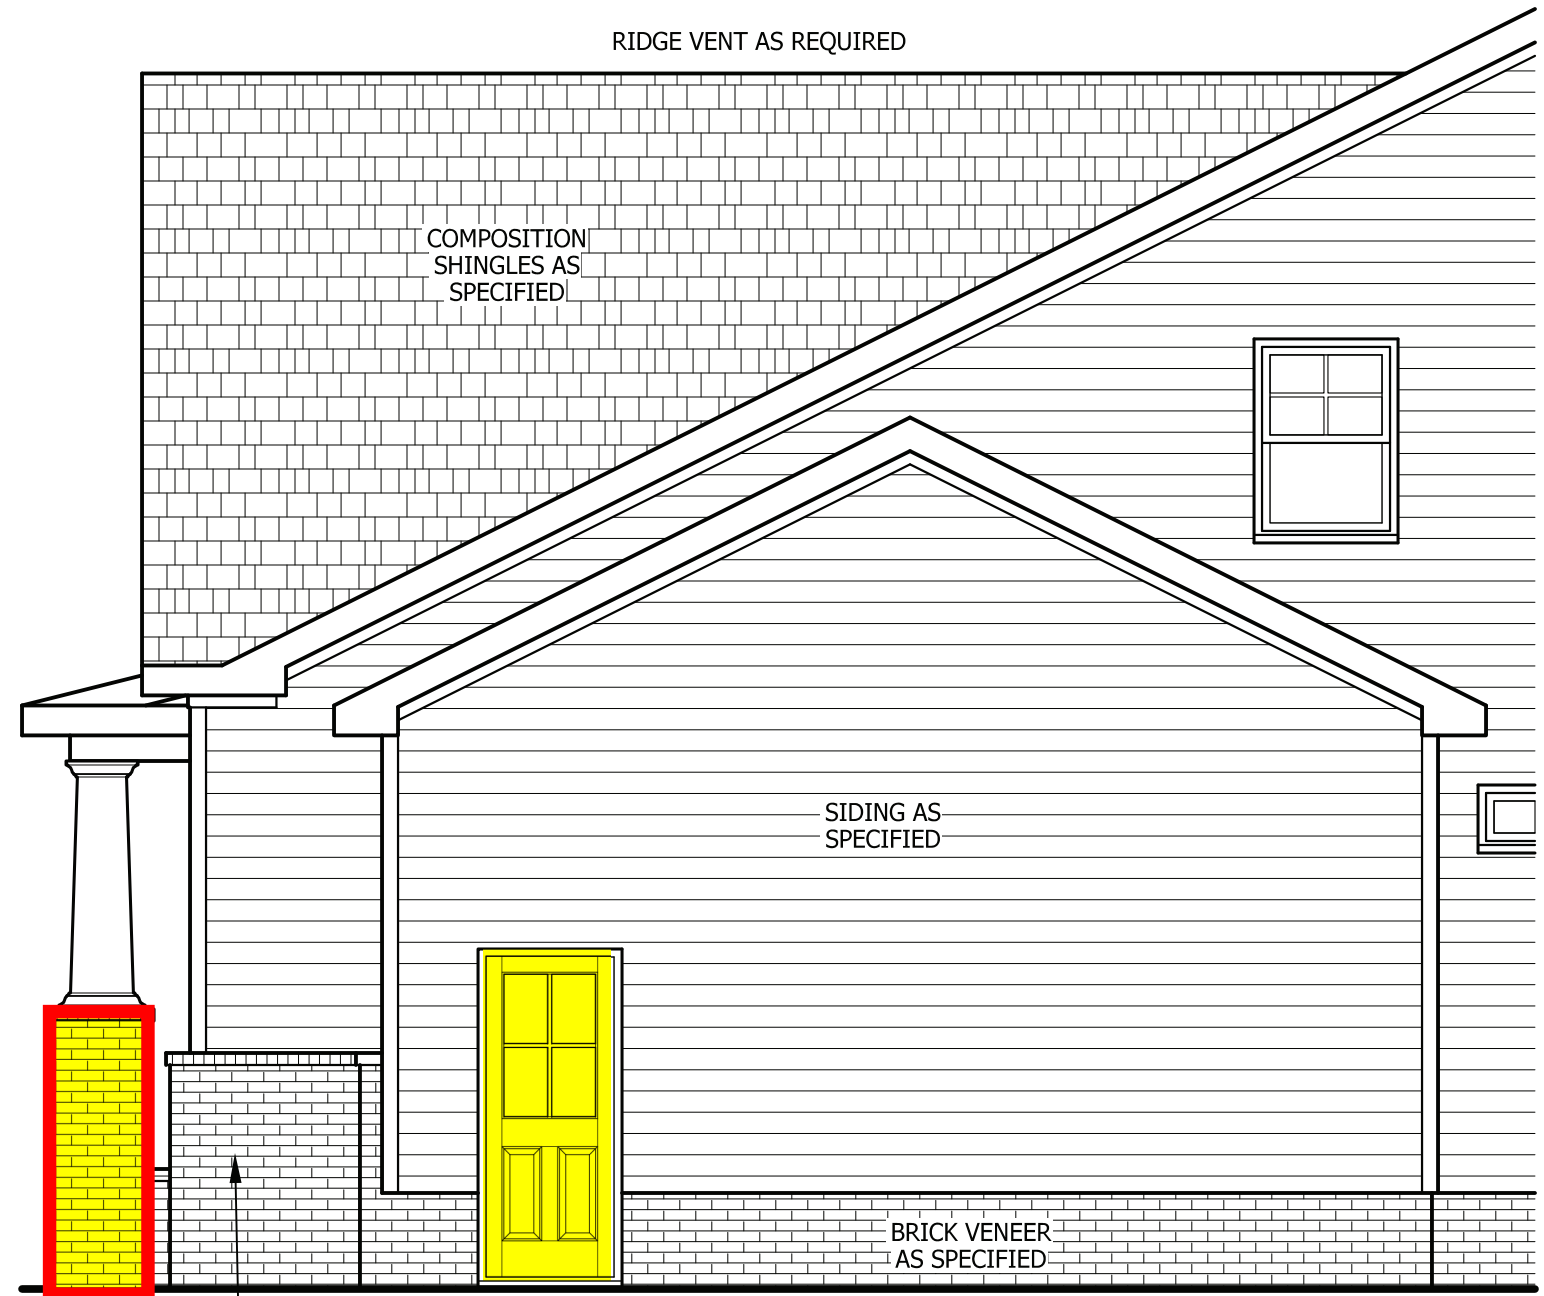 RIDGE VENT AS REQUIRED
COMPOSITION
SHINGLES AS
SPECIFIED
SIDING AS
SPECIFIED
BRICK VENEER
AS SPECIFIED